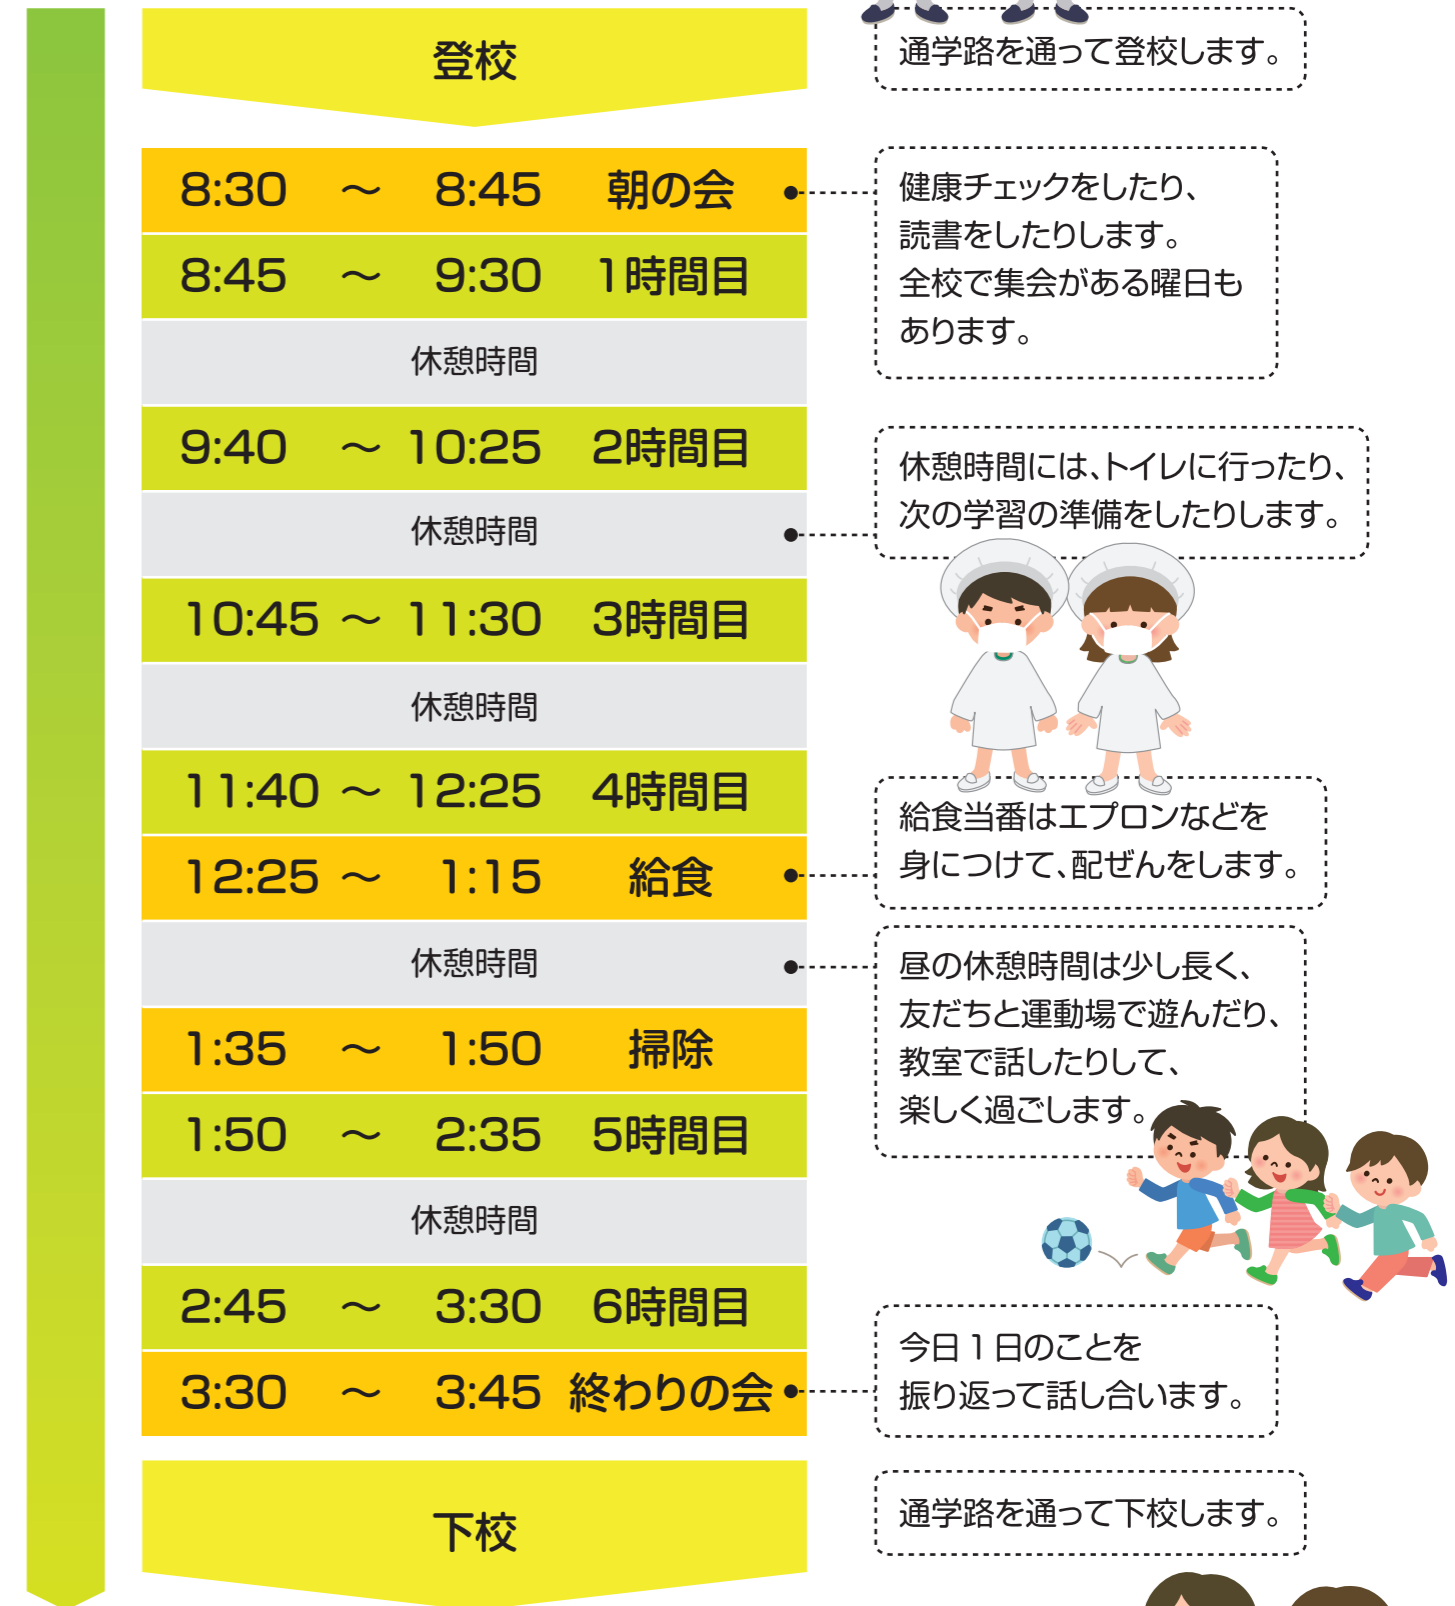 登校
通学路を通って登校します。
8:30 ～ 8:45 朝の会
健康チェックをしたり、
読書をしたりします。
全校で集会がある曜日も
あります。
8:45 ～ 9:30 1時間目
休憩時間
9:40 ～ 10:25 2時間目
休憩時間
休憩時間には、トイレに行ったり、
次の学習の準備をしたりします。
10:45 ～ 11:30 3時間目
休憩時間
11:40 ～ 12:25 4時間目
12:25 ～ 1:15 給食
給食当番はエプロンなどを
身につけて、配ぜんをします。
休憩時間
昼の休憩時間は少し長く、
友だちと運動場で遊んだり、
教室で話したりして、
楽しく過ごします。
1:35 ～ 1:50 掃除
1:50 ～ 2:35 5時間目
休憩時間
2:45 ～ 3:30 6時間目
3:30 ～ 3:45 終わりの会
今日1日のことを
振り返って話し合います。
下校
通学路を通って下校します。